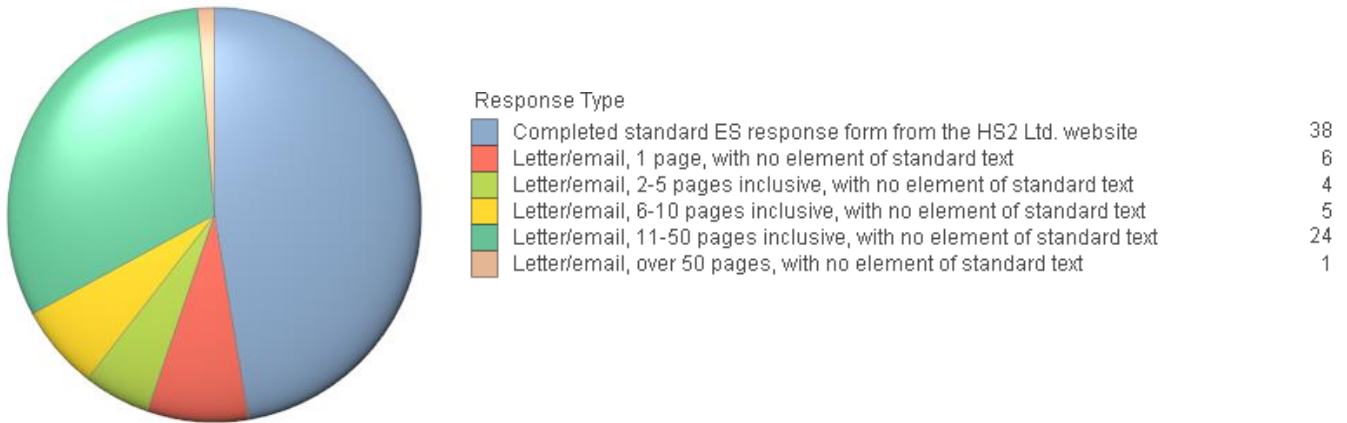 Response Type
Completed standard ES response form from the HS2 Ltd. website 38
Letter/email, 1 page, with no element of standard text 6
Letter/email, 2-5 pages inclusive, with no element of standard text 4
Letter/email, 6-10 pages inclusive, with no element of standard text 5
Letter/email, 11-50 pages inclusive, with no element of standard text 24
Letter/email, over 50 pages, with no element of standard text 1